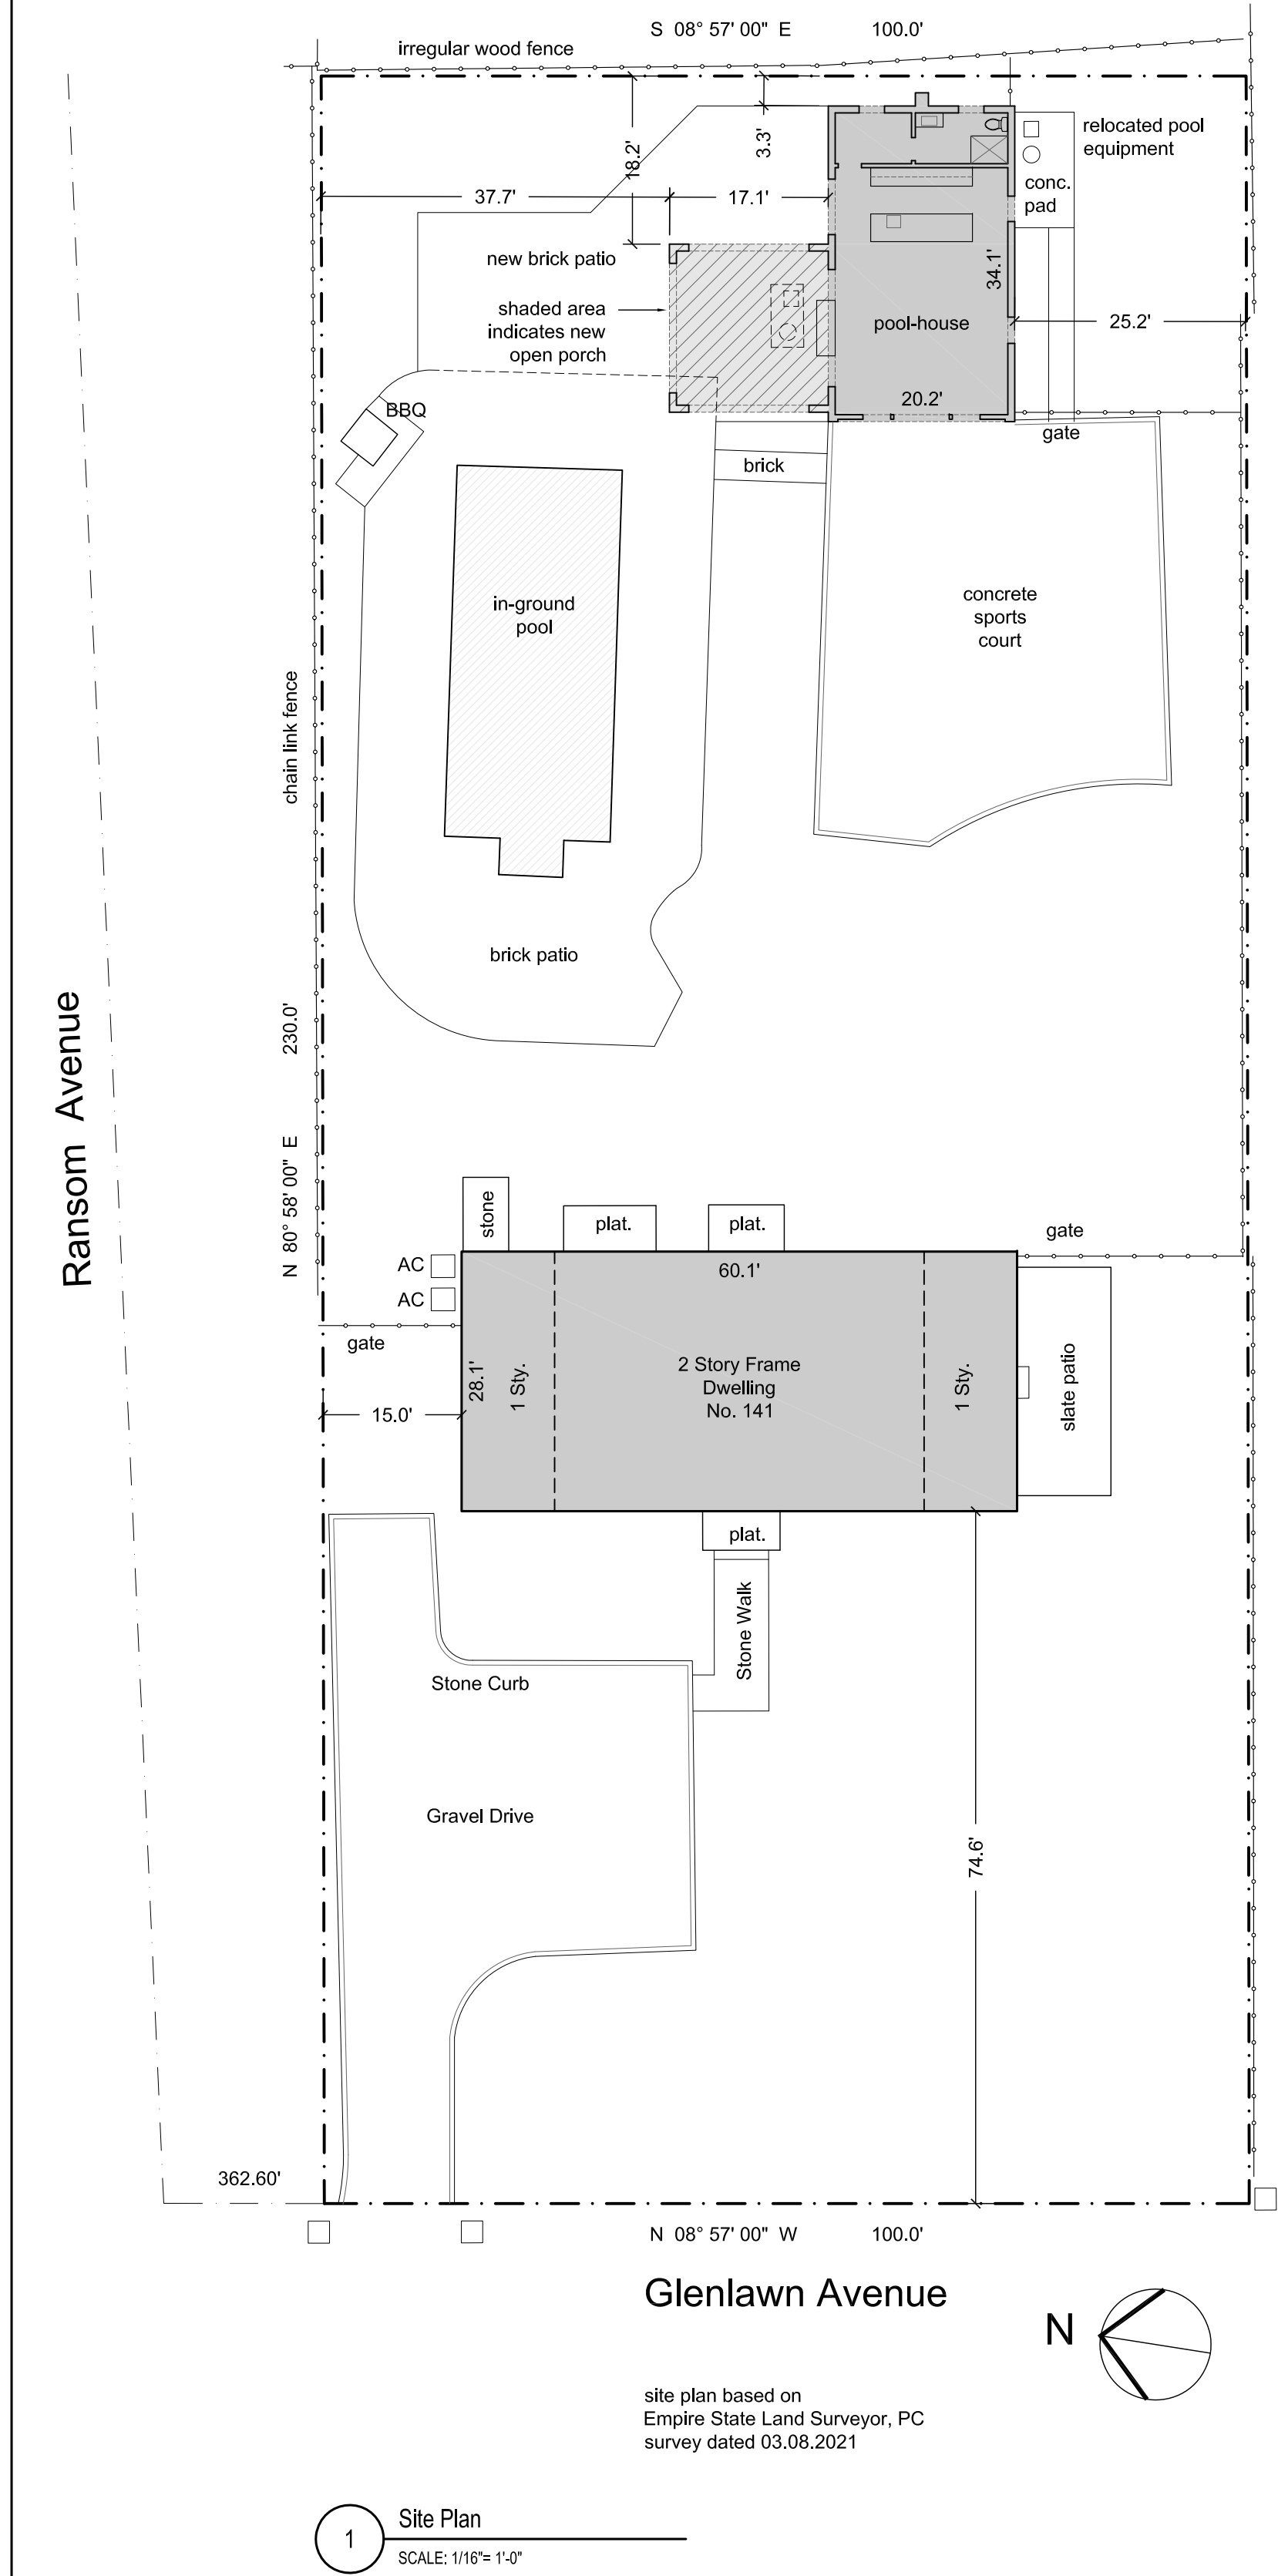 S 08° 57' 00" E 100.0'
irregular wood fence
18.2'
3.3'
relocated pool
equipment
conc.
pad
37.7'
17.1'
new brick patio
34.1'
shaded area
indicates new
open porch
pool-house
25.2'
20.2'
BBQ
gate
brick
in-ground
pool
concrete
sports
court
chain link fence
brick patio
Ransom Avenue
N 80° 58' 00" E 230.0'
stone
plat.
plat.
gate
AC
AC
60.1'
gate
28.1'
1 Sty.
2 Story Frame
Dwelling
No. 141
1 Sty.
slate patio
15.0'
plat.
Stone Walk
Stone Curb
Gravel Drive
74.6'
362.60'
N 08° 57' 00" W 100.0'
Glenlawn Avenue
N
site plan based on
Empire State Land Surveyor, PC
survey dated 03.08.2021
1
Site Plan
SCALE: 1/16"= 1'-0"